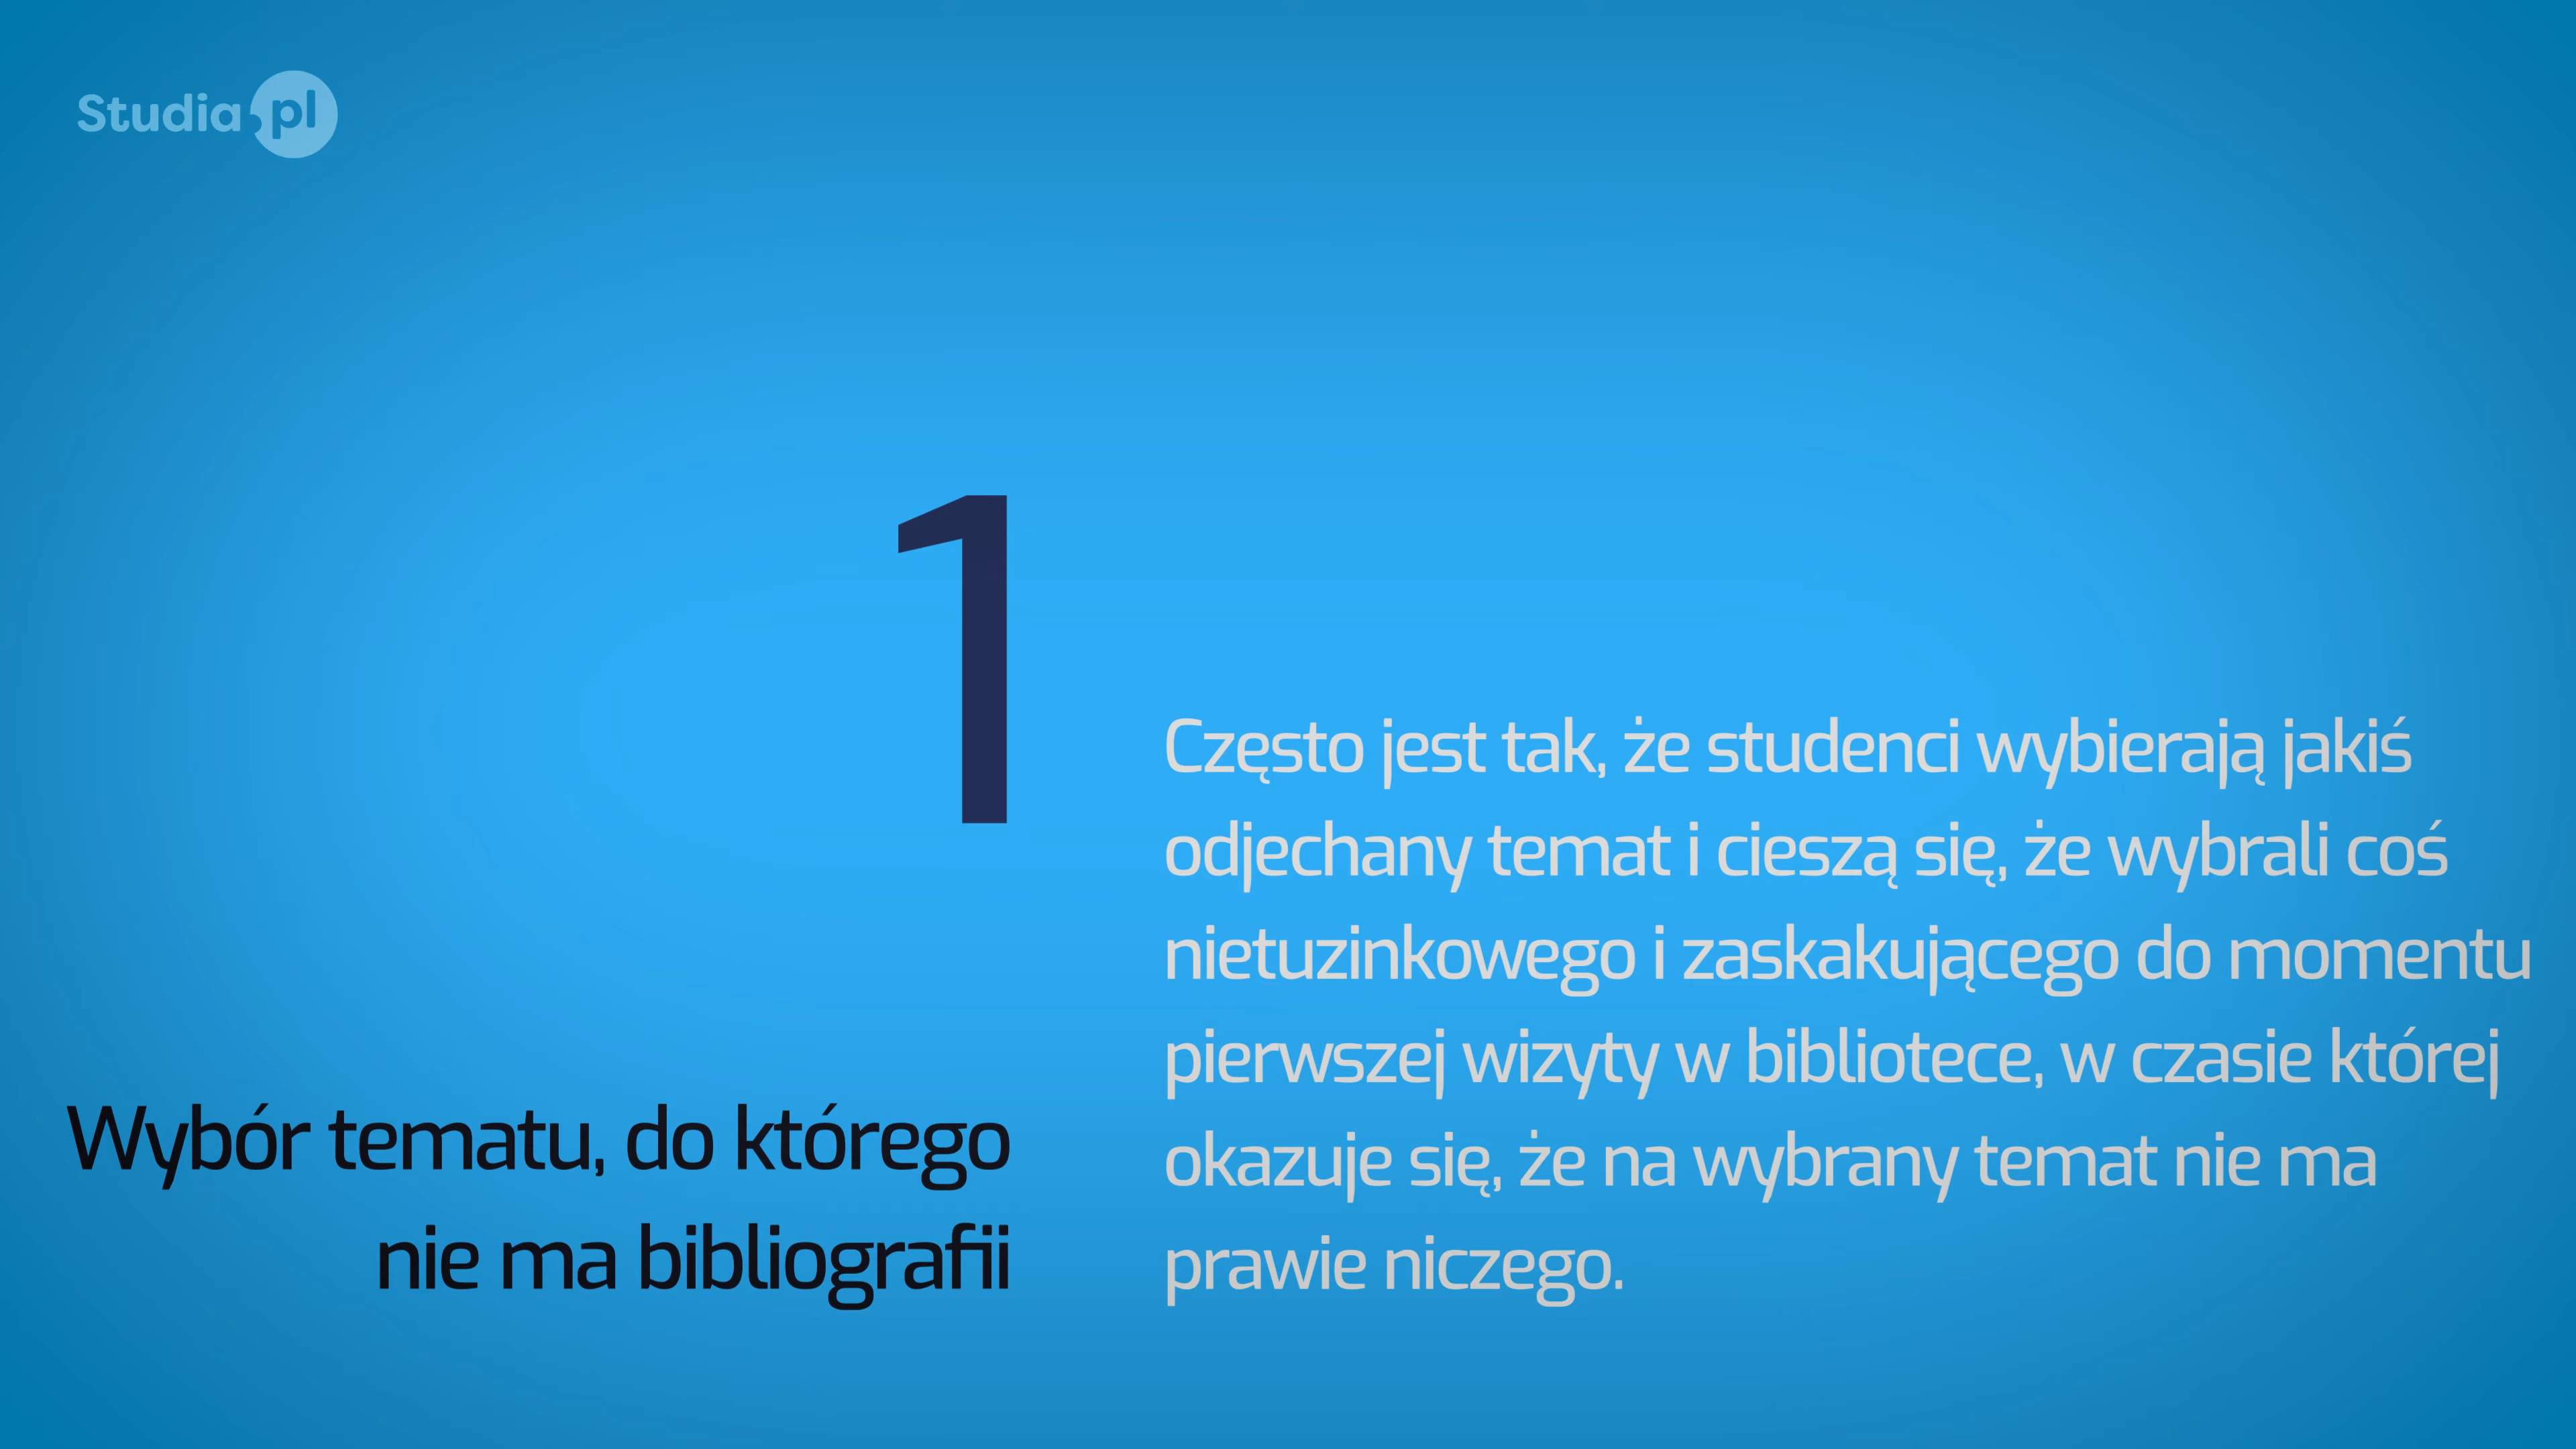 Studia.pl
1
Wybór tematu, do którego
nie ma bibliografii
Często jest tak, że studenci wybierają jakiś
odjechany temat i cieszą się, że wybrali coś
nietuzinkowego i zaskakującego do momentu
pierwszej wizyty w bibliotece, w czasie której
okazuje się, że na wybrany temat nie ma
prawie niczego.